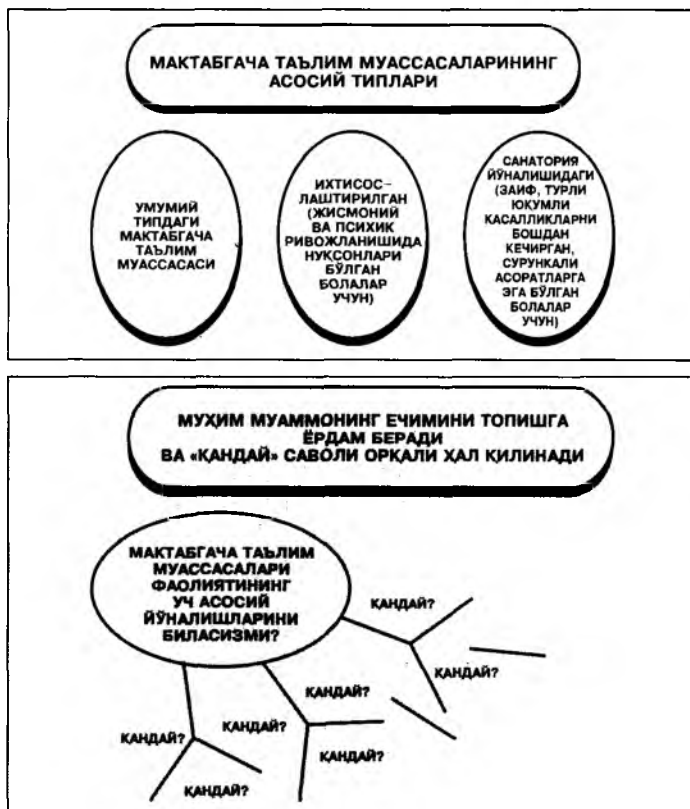 МАКТАБГАЧА ТАЪЛИМ МУАССАСАЛАРИНИНГ
АСОСИЙ ТИПЛАРИ
УМУМИЙ
ТИПДАГИ
МАКТАБГАЧА
ТАЪЛИМ
МУАССАСАСИ
ИХТИСОС-
ЛАШТИРИЛГАН
(ЖИСМОНИЙ
ВА ПСИХИК
РИВОЖЛАНИШИДА
НУҚСОНЛАРИ
БЎЛГАН
БОЛАЛАР
УЧУН)
САНАТОРИЯ
ЙЎНАЛИШИДАГИ
(ЗАИФ, ТУРЛИ
ЮҚУМЛИ
КАСАЛЛИКЛАРНИ
БОШДАН
КЕЧИРГАН,
СУРУНКАЛИ
АСОРАТЛАРГА
ЭГА БЎЛГАН
БОЛАЛАР
УЧУН)
МУҲИМ МУАММОНИНГ ЕЧИМИНИ ТОПИШГА
ЁРДАМ БЕРАДИ
ВА «ҚАНДАЙ» САВОЛИ ОРҚАЛИ ҲАЛ ҚИЛИНАДИ
МАКТАБГАЧА ТАЪЛИМ
МУАССАСАЛАРИ
ФАОЛИЯТИНИНГ
УЧ АСОСИЙ
ЙЎНАЛИШЛАРИНИ
БИЛАСИЗМИ?
ҚАНДАЙ?
ҚАНДАЙ?
ҚАНДАЙ?
ҚАНДАЙ?
ҚАНДАЙ?
ҚАНДАЙ?